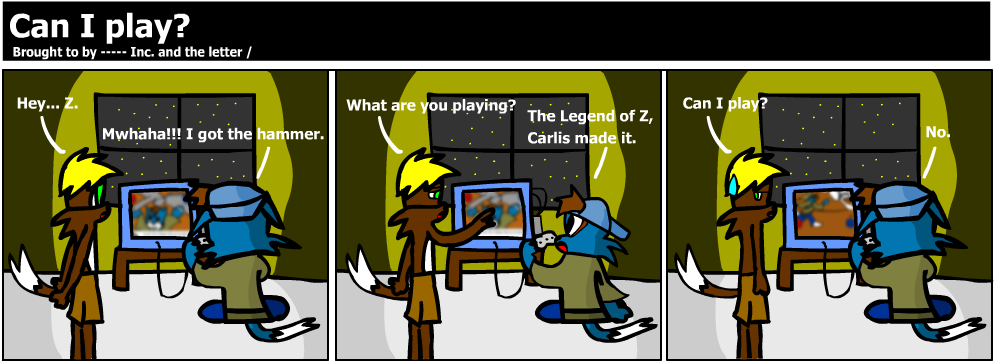 Can I play?
Brought to by ----- Inc. and the letter /
Hey... Z.
Mwhaha!!! I got the hammer.
What are you playing?
The Legend of Z,
Carlis made it.
Can I play?
No.